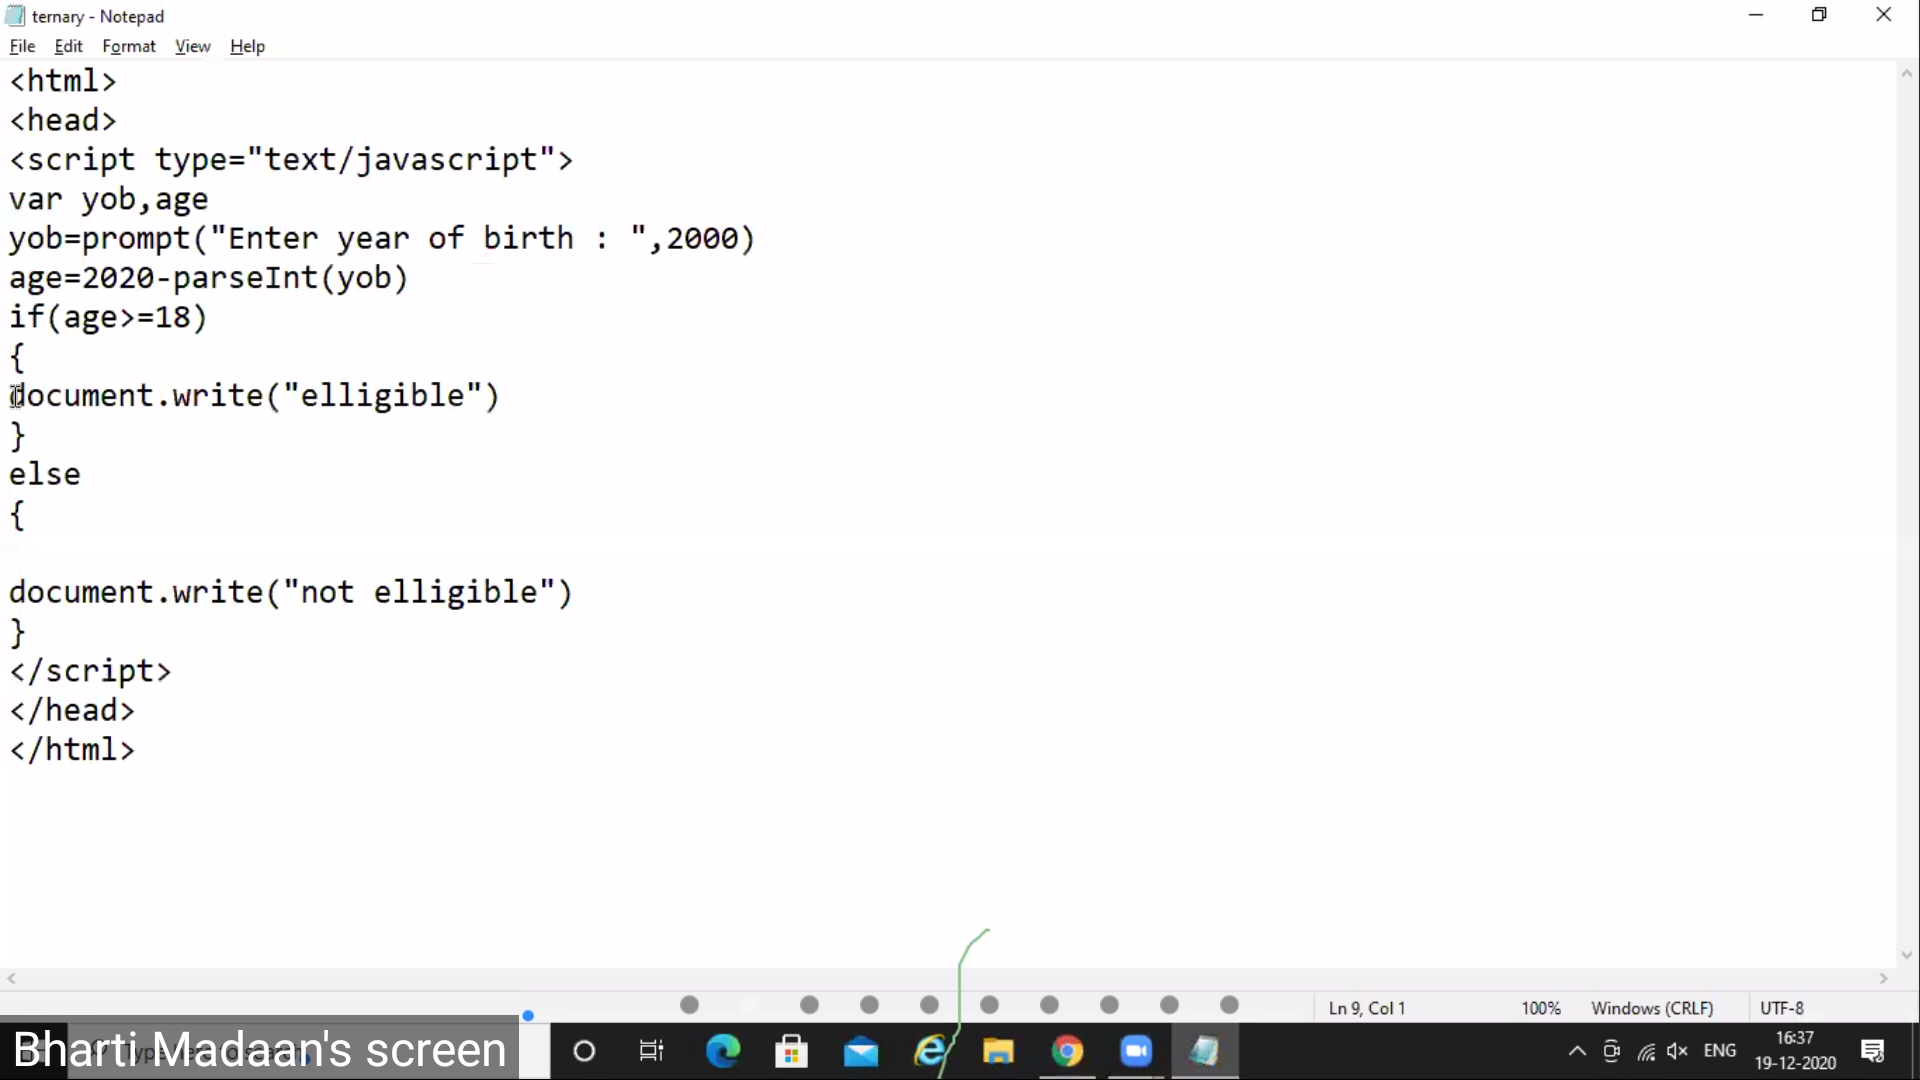 ternary - Notepad
File Edit Format View Help
<html>
<head>
<script type="text/javascript">
var yob,age
yob=prompt("Enter year of birth : ",2000)
age=2020-parseInt(yob)
if(age>=18)
{
document.write("elligible")
}
else
{
document.write("not elligible")
}
</script>
</head>
</html>
Ln 9, Col 1 100% Windows (CRLF) UTF-8
Bharti Madaan's screen
ENG
16:37
19-12-2020